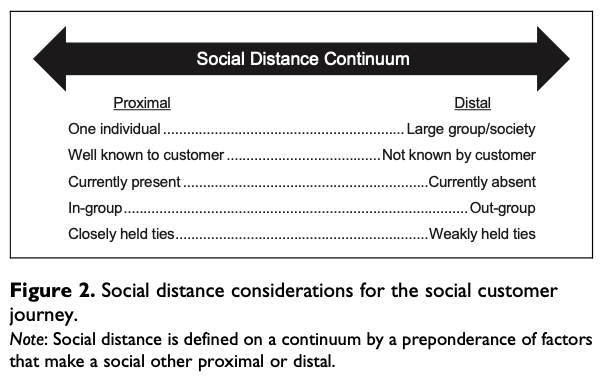 Social Distance Continuum
Proximal Distal
One individual..........................................................Large group/society
Well known to customer.....................................Not known by customer
Currently present...........................................................Currently absent
In-group....................................................................................Out-group
Closely held ties.............................................................Weakly held ties
Figure 2. Social distance considerations for the social customer
journey.
Note: Social distance is defined on a continuum by a preponderance of factors
that make a social other proximal or distal.